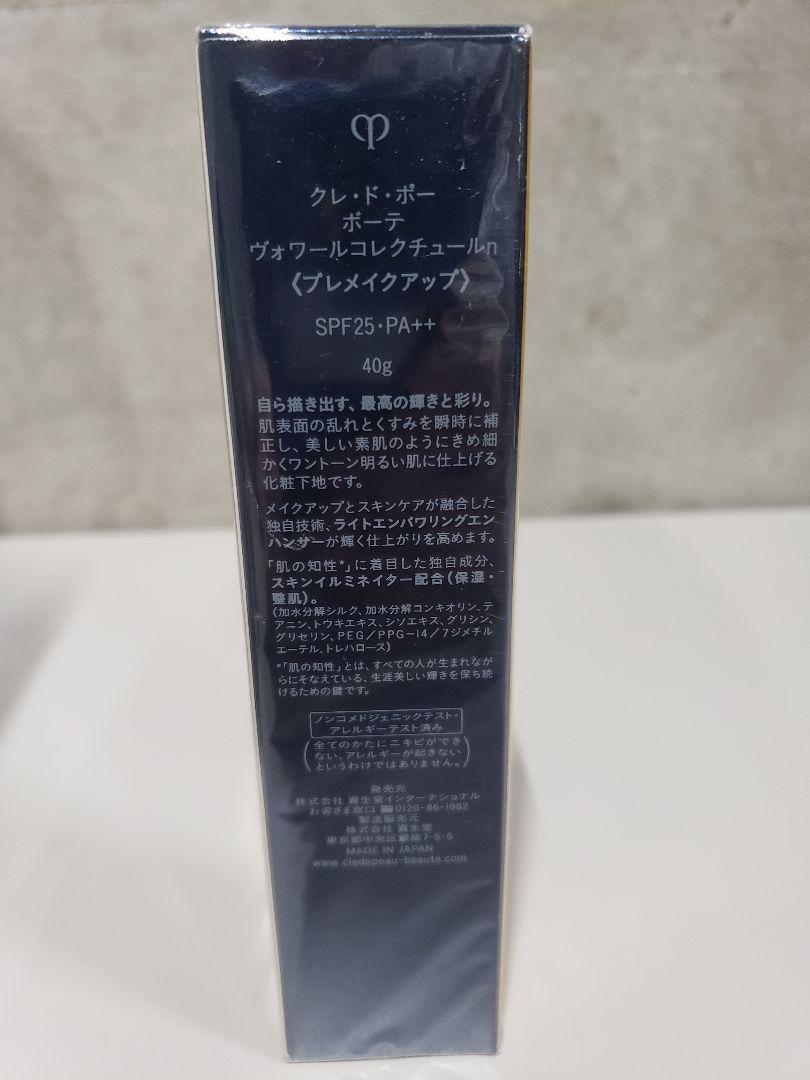 クレ・ド・ポー
ボーテ
ヴォワールコレクチュールn
《プレメイクアップ》
SPF25・PA++
40g
自ら描き出す、最高の輝きと彩り。
肌表面の乱れとくすみを瞬時に補
正し、美しい素肌のようにきめ細
かくワントーン明るい肌に仕上げる
化粧下地です。
メイクアップとスキンケアが融合した
独自技術、ライトエンパワリングエン
ハンサーが輝く仕上がりを高めます。
「肌の知性*」に着目した独自成分、
スキンイルミネイター配合(保湿・
整肌)。
(加水分解シルク、加水分解コンキオリン、テ
アニン、トウキエキス、シソエキス、グリシン、
グリセリン、PEG/PPG-14/7ジメチル
エーテル、トレハロース)
*「肌の知性」とは、すべての人が生まれなが
らにそなえている、生涯美しい輝きを保ち続
けるための鍵です。
ノンコメドジェニックテスト・
アレルギーテスト済み
(全てのかたにニキビができ
ない、アレルギーが起きない
というわけではありません。)
発売元
株式会社 資生堂インターナショナル
お客さま窓口 0120-86-1982
製造販売元
株式会社 資生堂
東京都中央区銀座7-5-5
MADE IN JAPAN
www.cledepeau-beaute.com